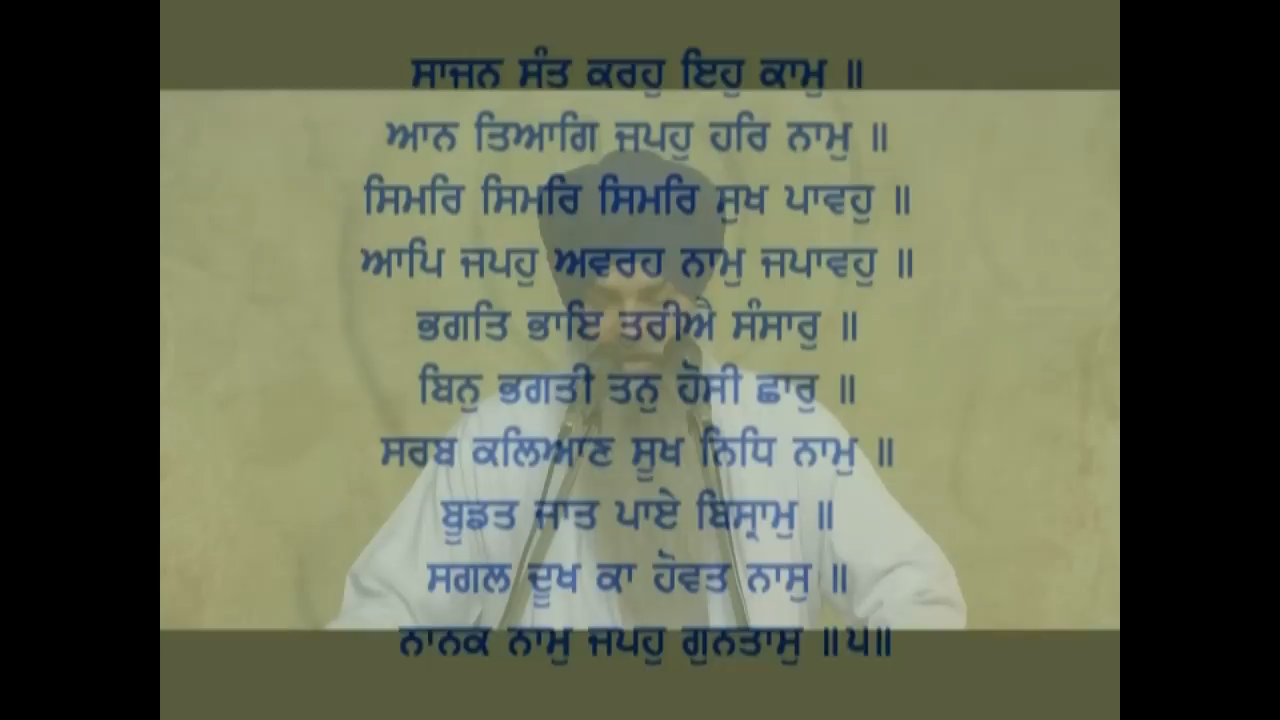 ਸਾਜਨ ਸੰਤ ਕਰਹੁ ਇਹੁ ਕਾਮੁ ॥
ਆਨ ਤਿਆਗਿ ਜਪਹੁ ਹਰਿ ਨਾਮੁ ॥
ਸਿਮਰਿ ਸਿਮਰਿ ਸਿਮਰਿ ਸੁਖ ਪਾਵਹੁ ॥
ਆਪਿ ਜਪਹੁ ਅਵਰਹ ਨਾਮੁ ਜਪਾਵਹੁ ॥
ਭਗਤਿ ਭਾਇ ਤਰੀਐ ਸੰਸਾਰੁ ॥
ਬਿਨੁ ਭਗਤੀ ਤਨੁ ਹੋਸੀ ਛਾਰੁ ॥
ਸਰਬ ਕਲਿਆਣ ਸੂਖ ਨਿਧਿ ਨਾਮੁ ॥
ਬੂਡਤ ਜਾਤ ਪਾਏ ਬਿਸ੍ਰਾਮੁ ॥
ਸਗਲ ਦੂਖ ਕਾ ਹੋਵਤ ਨਾਸੁ ॥
ਨਾਨਕ ਨਾਮੁ ਜਪਹੁ ਗੁਨਤਾਸੁ ॥੫॥